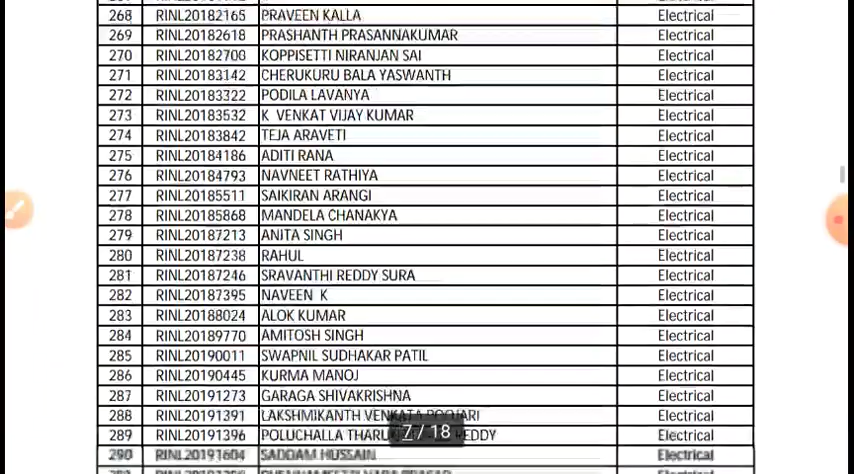 268 RINL20182165 PRAVEEN KALLA Electrical
269 RINL20182618 PRASHANTH PRASANNAKUMAR Electrical
270 RINL20182700 KOPPISETTI NIRANJAN SAI Electrical
271 RINL20183142 CHERUKURU BALA YASWANTH Electrical
272 RINL20183322 PODILA LAVANYA Electrical
273 RINL20183532 K VENKAT VIJAY KUMAR Electrical
274 RINL20183842 TEJA ARAVETI Electrical
275 RINL20184186 ADITI RANA Electrical
276 RINL20184793 NAVNEET RATHIYA Electrical
277 RINL20185511 SAIKIRAN ARANGI Electrical
278 RINL20185868 MANDELA CHANAKYA Electrical
279 RINL20187213 ANITA SINGH Electrical
280 RINL20187238 RAHUL Electrical
281 RINL20187246 SRAVANTHI REDDY SURA Electrical
282 RINL20187395 NAVEEN K Electrical
283 RINL20188024 ALOK KUMAR Electrical
284 RINL20189770 AMITOSH SINGH Electrical
285 RINL20190011 SWAPNIL SUDHAKAR PATIL Electrical
286 RINL20190445 KURMA MANOJ Electrical
287 RINL20191273 GARAGA SHIVAKRISHNA Electrical
288 RINL20191391 LAKSHMIKANTH VENKATA POOJARI Electrical
7 / 18
289 RINL20191396 POLUCHALLA REDDY Electrical
290 RINL20191604 SADDAM HUSSAIN Electrical